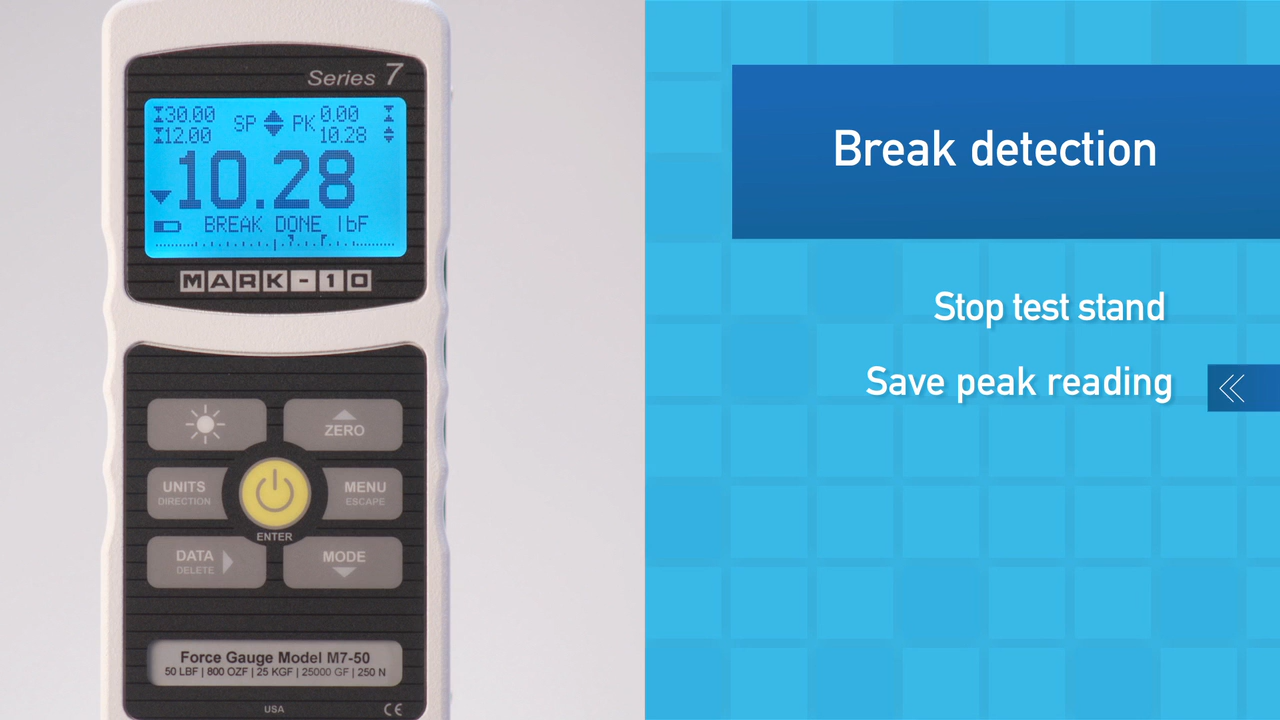 Series 7
30.00 SP PK 0.00
12.00 10.28
10.28
BREAK DONE lbF
MARK-10
ZERO
UNITS
DIRECTION
MENU
ESCAPE
ENTER
DATA
DELETE
MODE
Force Gauge Model M7-50
50 LBF | 800 OZF | 25 KGF | 25000 GF | 250 N
USA CE
Break detection
Stop test stand
Save peak reading